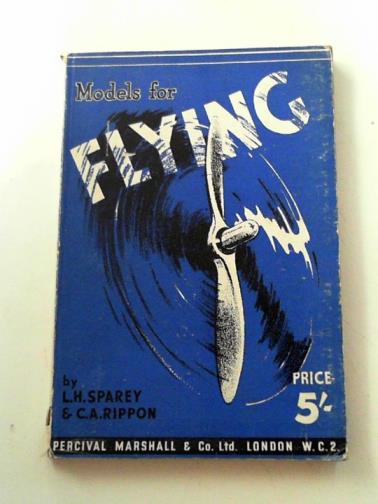 Models for
FLYING
by
L.H. SPAREY
& C.A. RIPPON
PRICE
5/-
PERCIVAL MARSHALL & Co. Ltd. LONDON W.C.2.